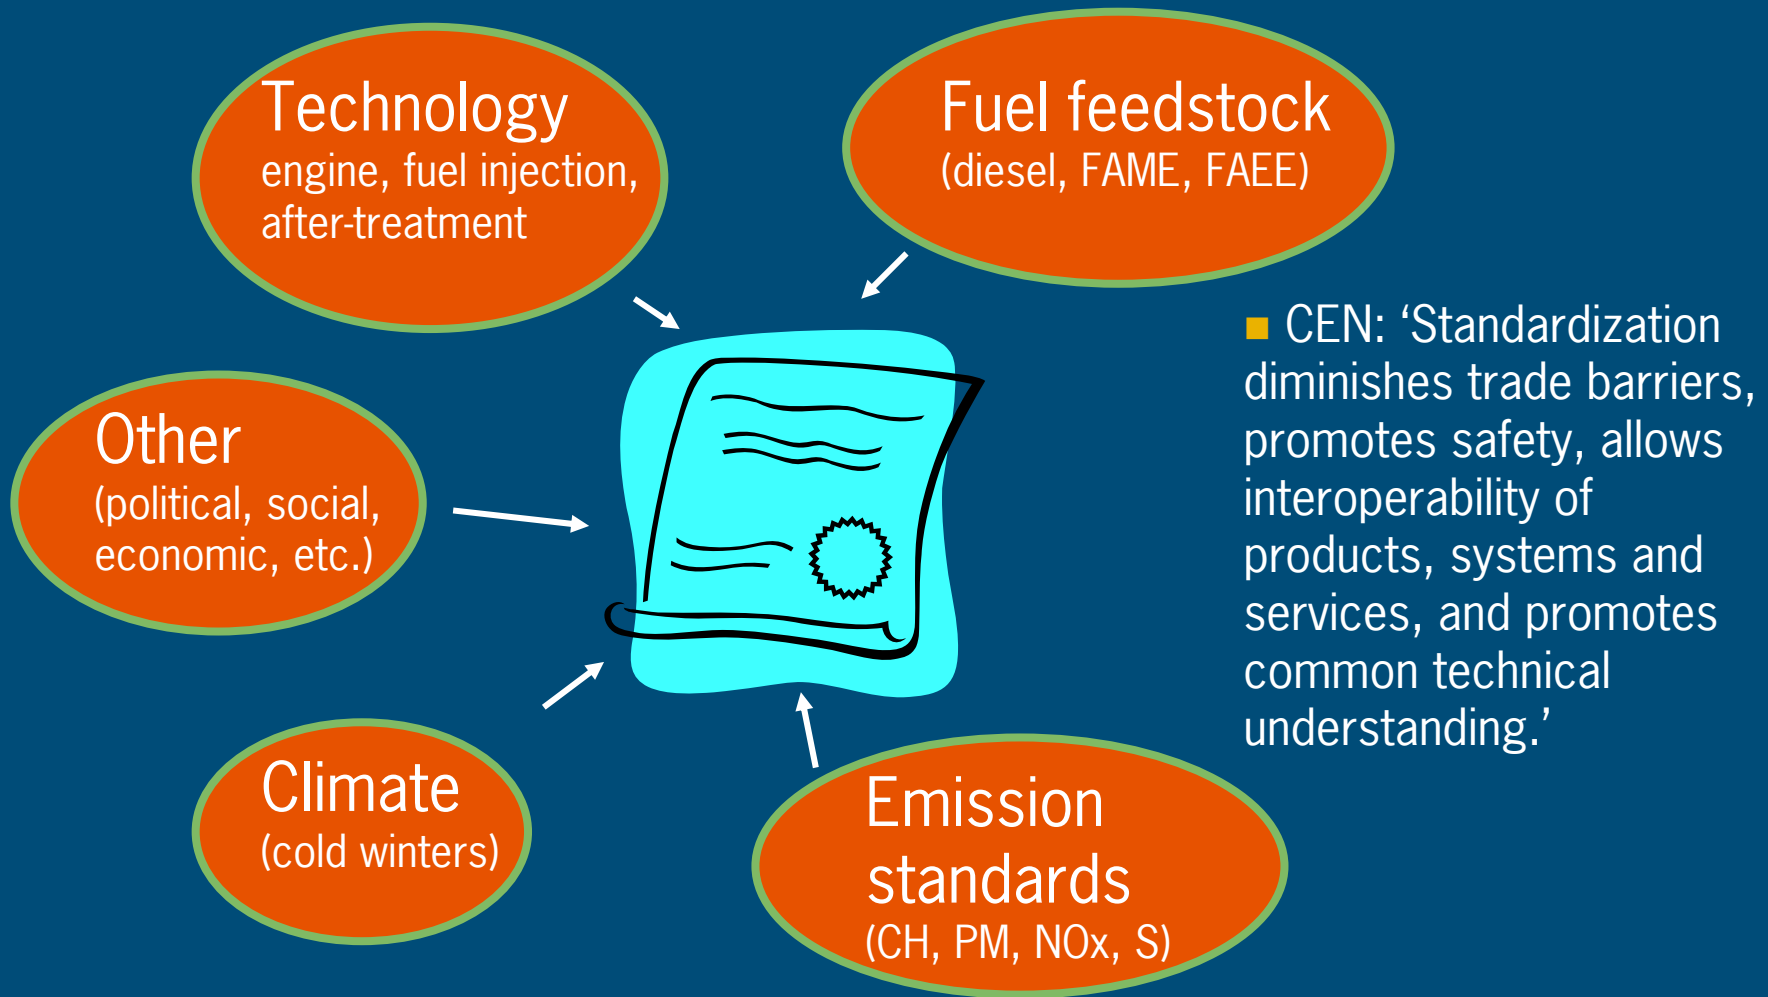 Technology
engine, fuel injection,
after-treatment
Fuel feedstock
(diesel, FAME, FAEE)
Other
(political, social,
economic, etc.)
Climate
(cold winters)
Emission
standards
(CH, PM, NOx, S)
■ CEN: ‘Standardization
diminishes trade barriers,
promotes safety, allows
interoperability of
products, systems and
services, and promotes
common technical
understanding.’